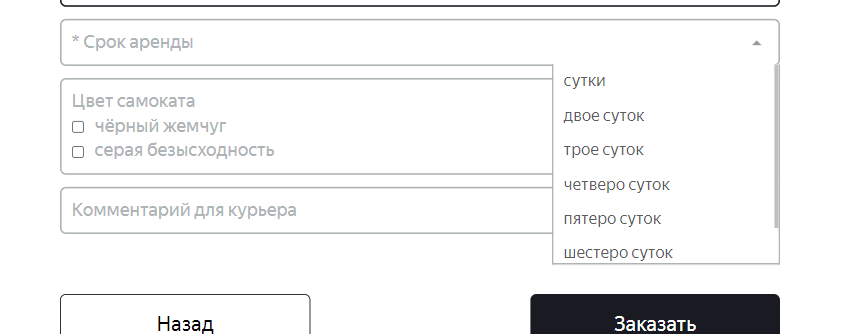 * Срок аренды
сутки
двое суток
трое суток
четверо суток
пятеро суток
шестеро суток
Цвет самоката
чёрный жемчуг
серая безысходность
Комментарий для курьера
Назад
Заказать